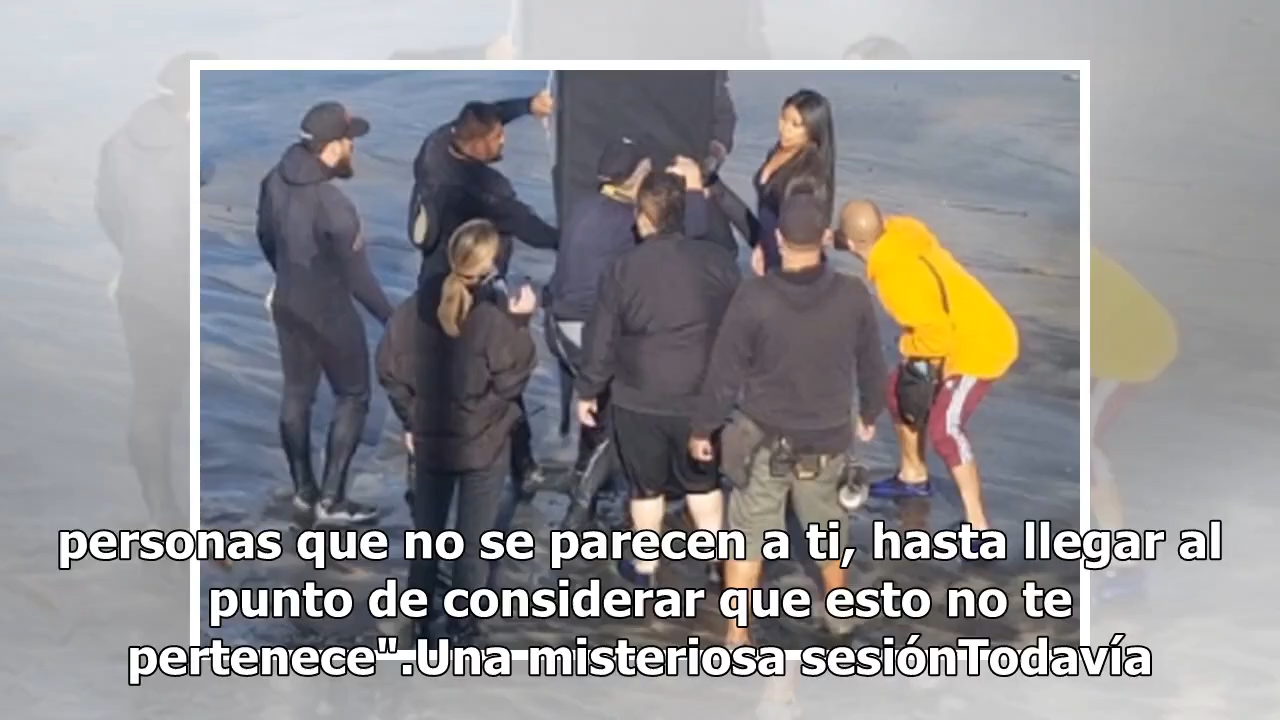 personas que no se parecen a ti, hasta llegar al
punto de considerar que esto no te
pertenece".Una misteriosa sesiónTodavía